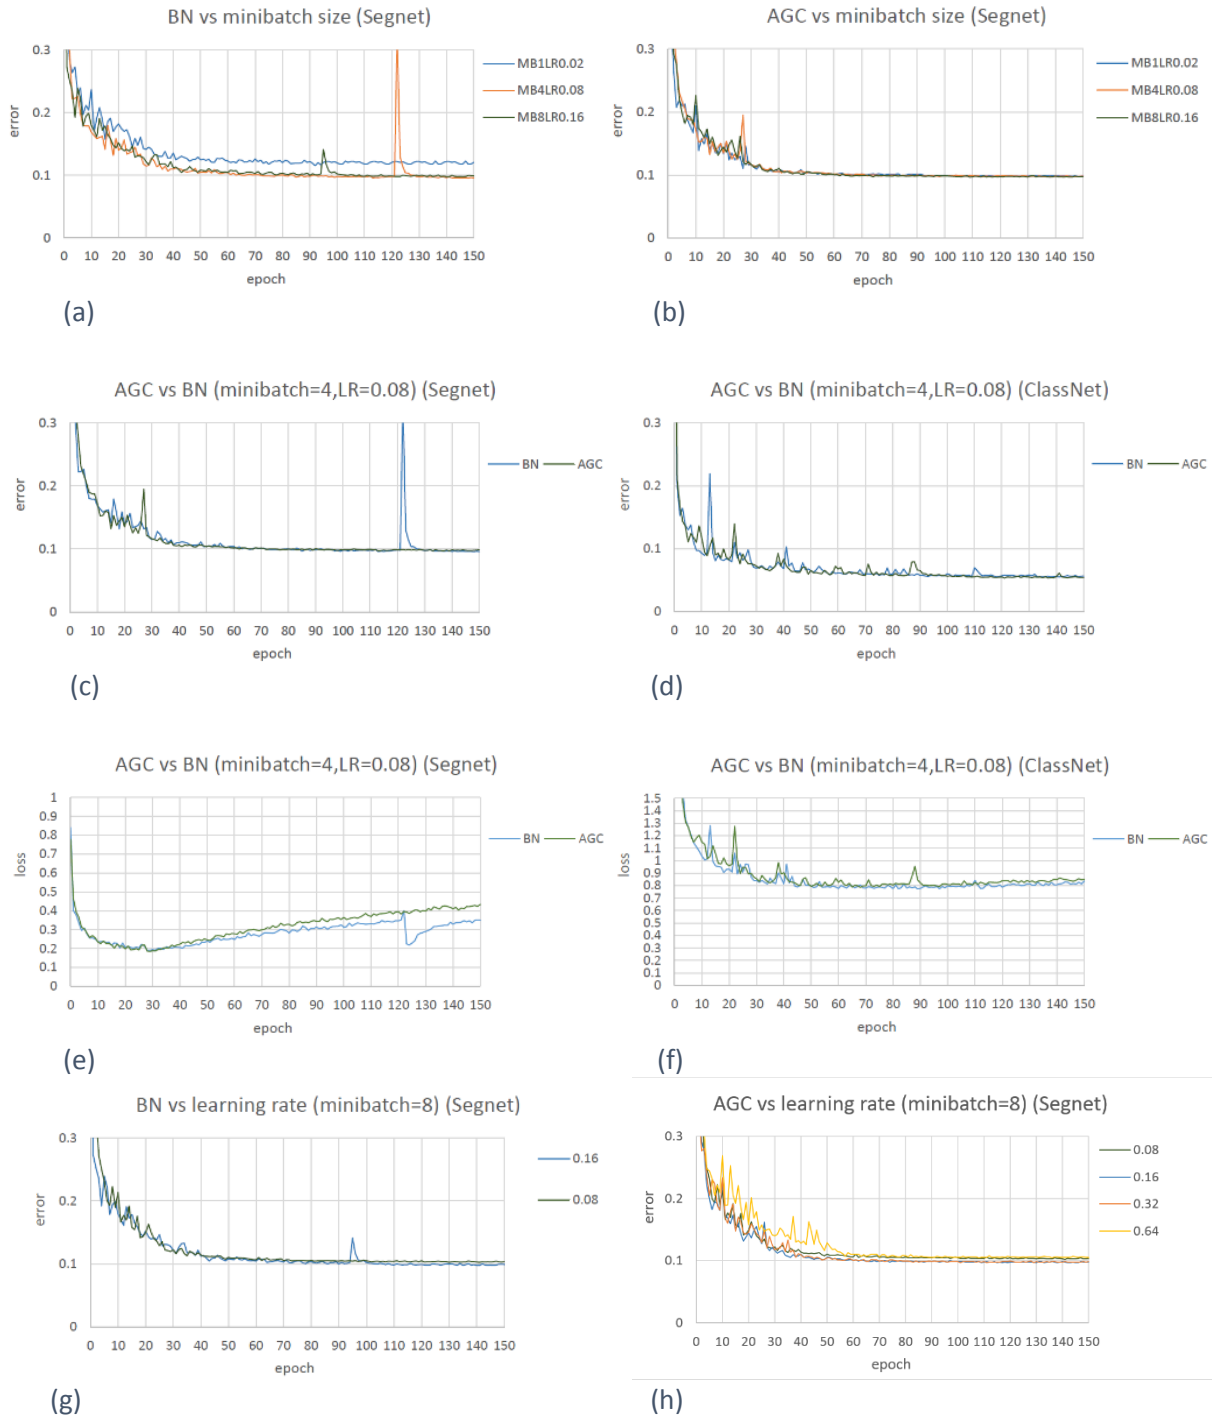 BN vs minibatch size (Segnet)
0.3
0.2
0.1
0
error
0 10 20 30 40 50 60 70 80 90 100 110 120 130 140 150
epoch
MB1LR0.02
MB4LR0.08
MB8LR0.16
(a)
AGC vs minibatch size (Segnet)
0.3
0.2
0.1
0
error
0 10 20 30 40 50 60 70 80 90 100 110 120 130 140 150
epoch
MB1LR0.02
MB4LR0.08
MB8LR0.16
(b)
AGC vs BN (minibatch=4,LR=0.08) (Segnet)
0.3
0.2
0.1
0
error
0 10 20 30 40 50 60 70 80 90 100 110 120 130 140 150
epoch
BN AGC
(c)
AGC vs BN (minibatch=4,LR=0.08) (ClassNet)
0.3
0.2
0.1
0
error
0 10 20 30 40 50 60 70 80 90 100 110 120 130 140 150
epoch
BN AGC
(d)
AGC vs BN (minibatch=4,LR=0.08) (Segnet)
1
0.9
0.8
0.7
0.6
0.5
0.4
0.3
0.2
0.1
0
loss
0 10 20 30 40 50 60 70 80 90 100 110 120 130 140 150
epoch
BN AGC
(e)
AGC vs BN (minibatch=4,LR=0.08) (ClassNet)
1.5
1.4
1.3
1.2
1.1
1
0.9
0.8
0.7
0.6
0.5
0.4
0.3
0.2
0.1
0
loss
0 10 20 30 40 50 60 70 80 90 100 110 120 130 140 150
epoch
BN AGC
(f)
BN vs learning rate (minibatch=8) (Segnet)
0.3
0.2
0.1
0
error
0 10 20 30 40 50 60 70 80 90 100 110 120 130 140 150
epoch
0.16
0.08
(g)
AGC vs learning rate (minibatch=8) (Segnet)
0.3
0.2
0.1
0
error
0 10 20 30 40 50 60 70 80 90 100 110 120 130 140 150
epoch
0.08
0.16
0.32
0.64
(h)